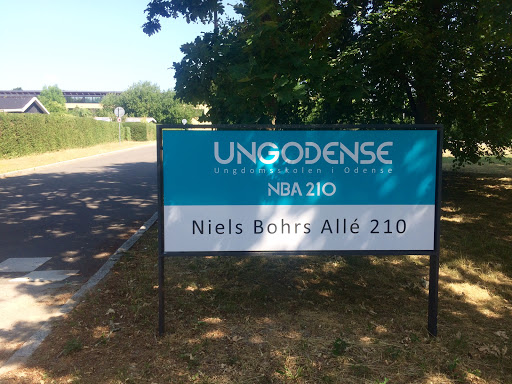 UNGODENSE
Ungdomsskolen i Odense
NBA 210
Niels Bohrs Allé 210